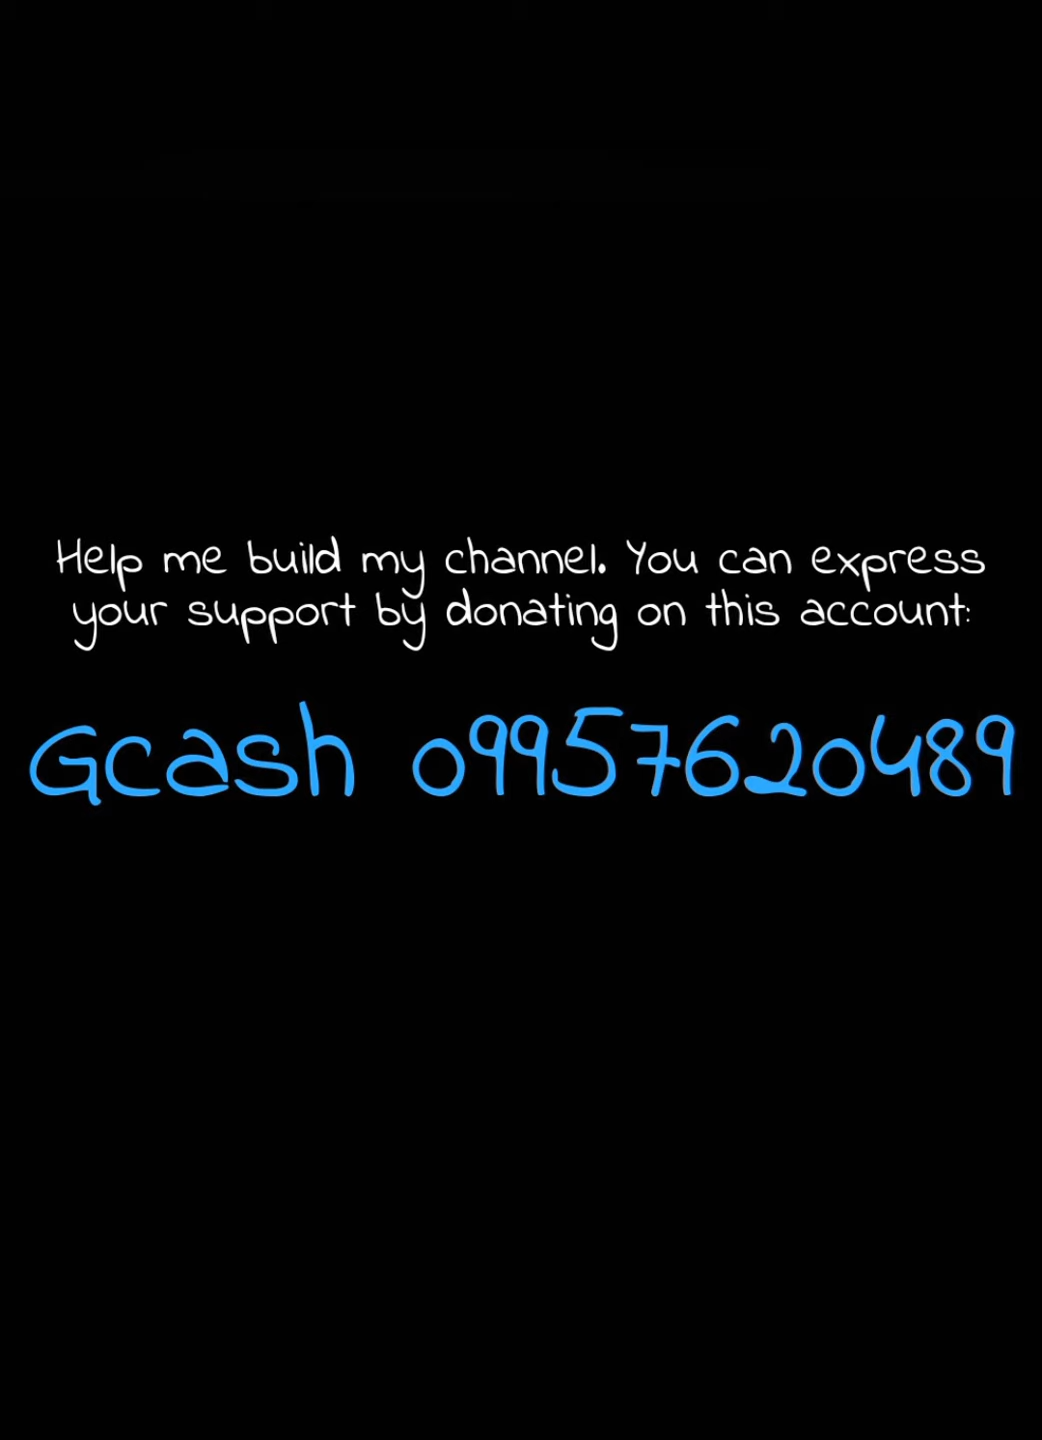 Help me build my channel. You can express
your support by donating on this account:
Gcash 09957620489